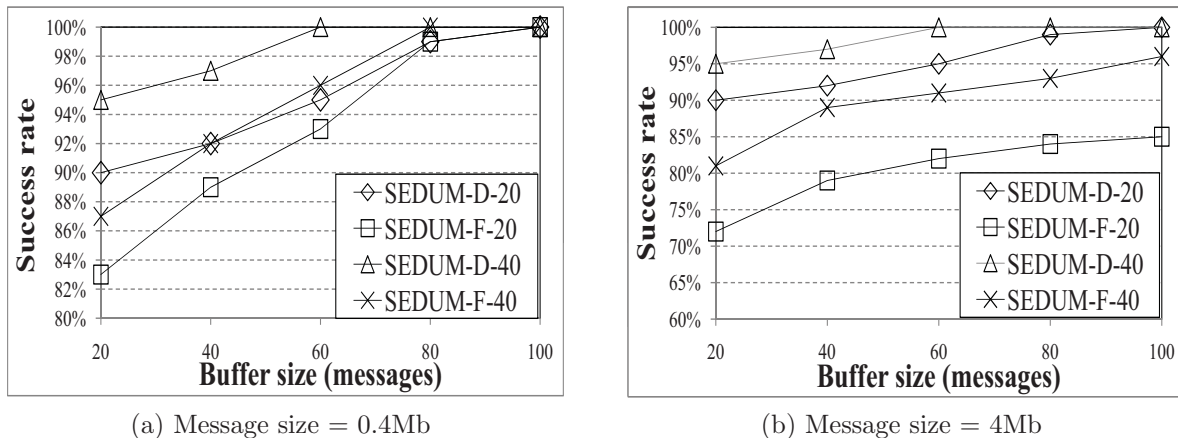 100%
98%
96%
94%
92%
90%
88%
86%
84%
82%
80%
Success rate
20 40 60 80 100
Buffer size (messages)
SEDUM-D-20
SEDUM-F-20
SEDUM-D-40
SEDUM-F-40
(a) Message size = 0.4Mb
100%
95%
90%
85%
80%
75%
70%
65%
60%
Success rate
20 40 60 80 100
Buffer size (messages)
SEDUM-D-20
SEDUM-F-20
SEDUM-D-40
SEDUM-F-40
(b) Message size = 4Mb